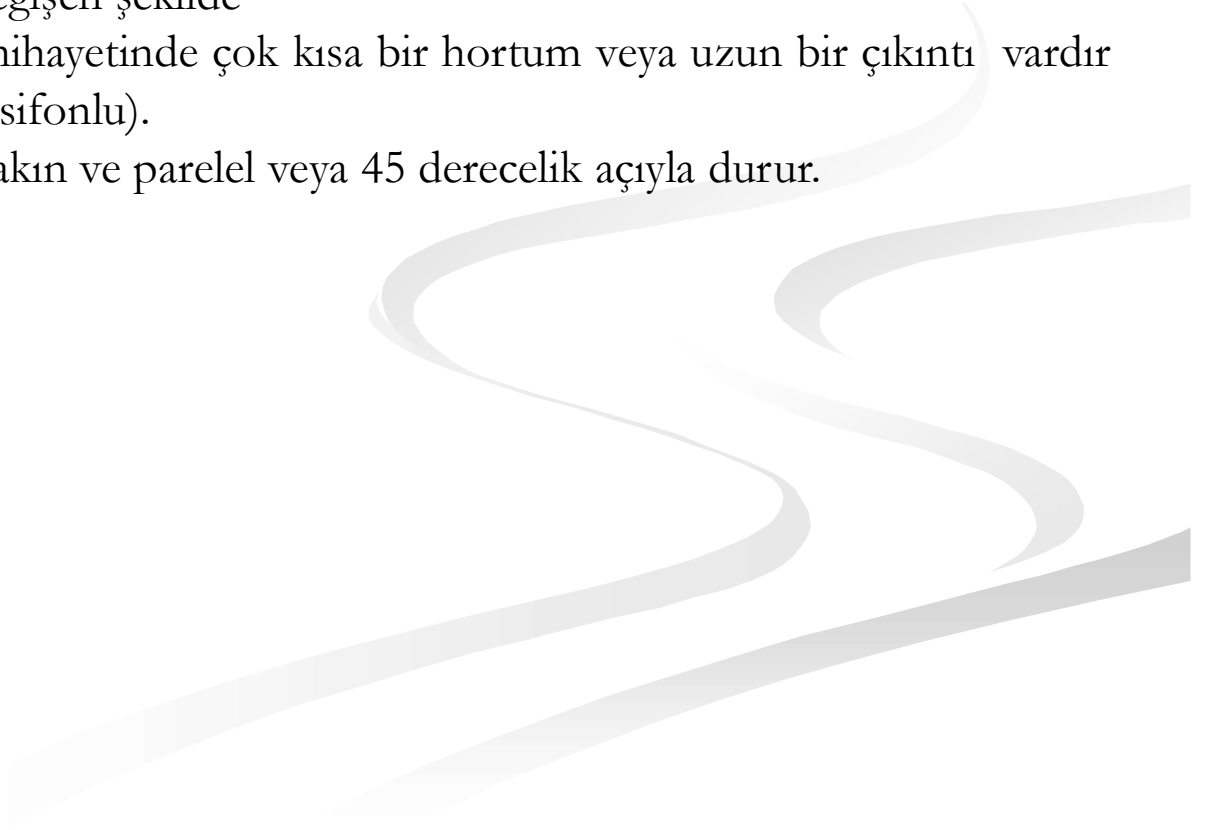 nihayetinde çok kısa bir hortum veya uzun bir çıkıntı vardır
sifonlu).
akın ve parelel veya 45 derecelik açıyla durur.